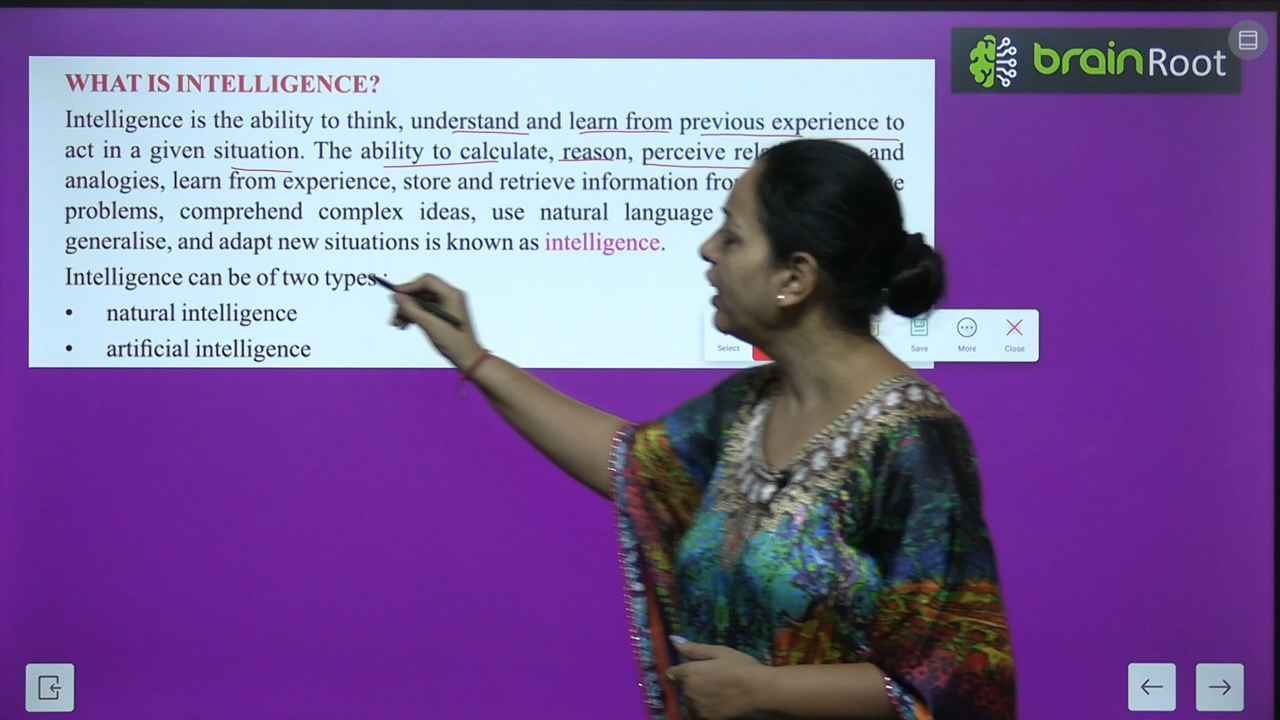 brainRoot
WHAT IS INTELLIGENCE?
Intelligence is the ability to think, understand and learn from previous experience to
act in a given situation. The ability to calculate, reason, perceive and
analogies, learn from experience, store and retrieve information
problems, comprehend complex ideas, use natural language
generalise, and adapt new situations is known as intelligence.
Intelligence can be of two types :
• natural intelligence
• artificial intelligence
Select Save More Close